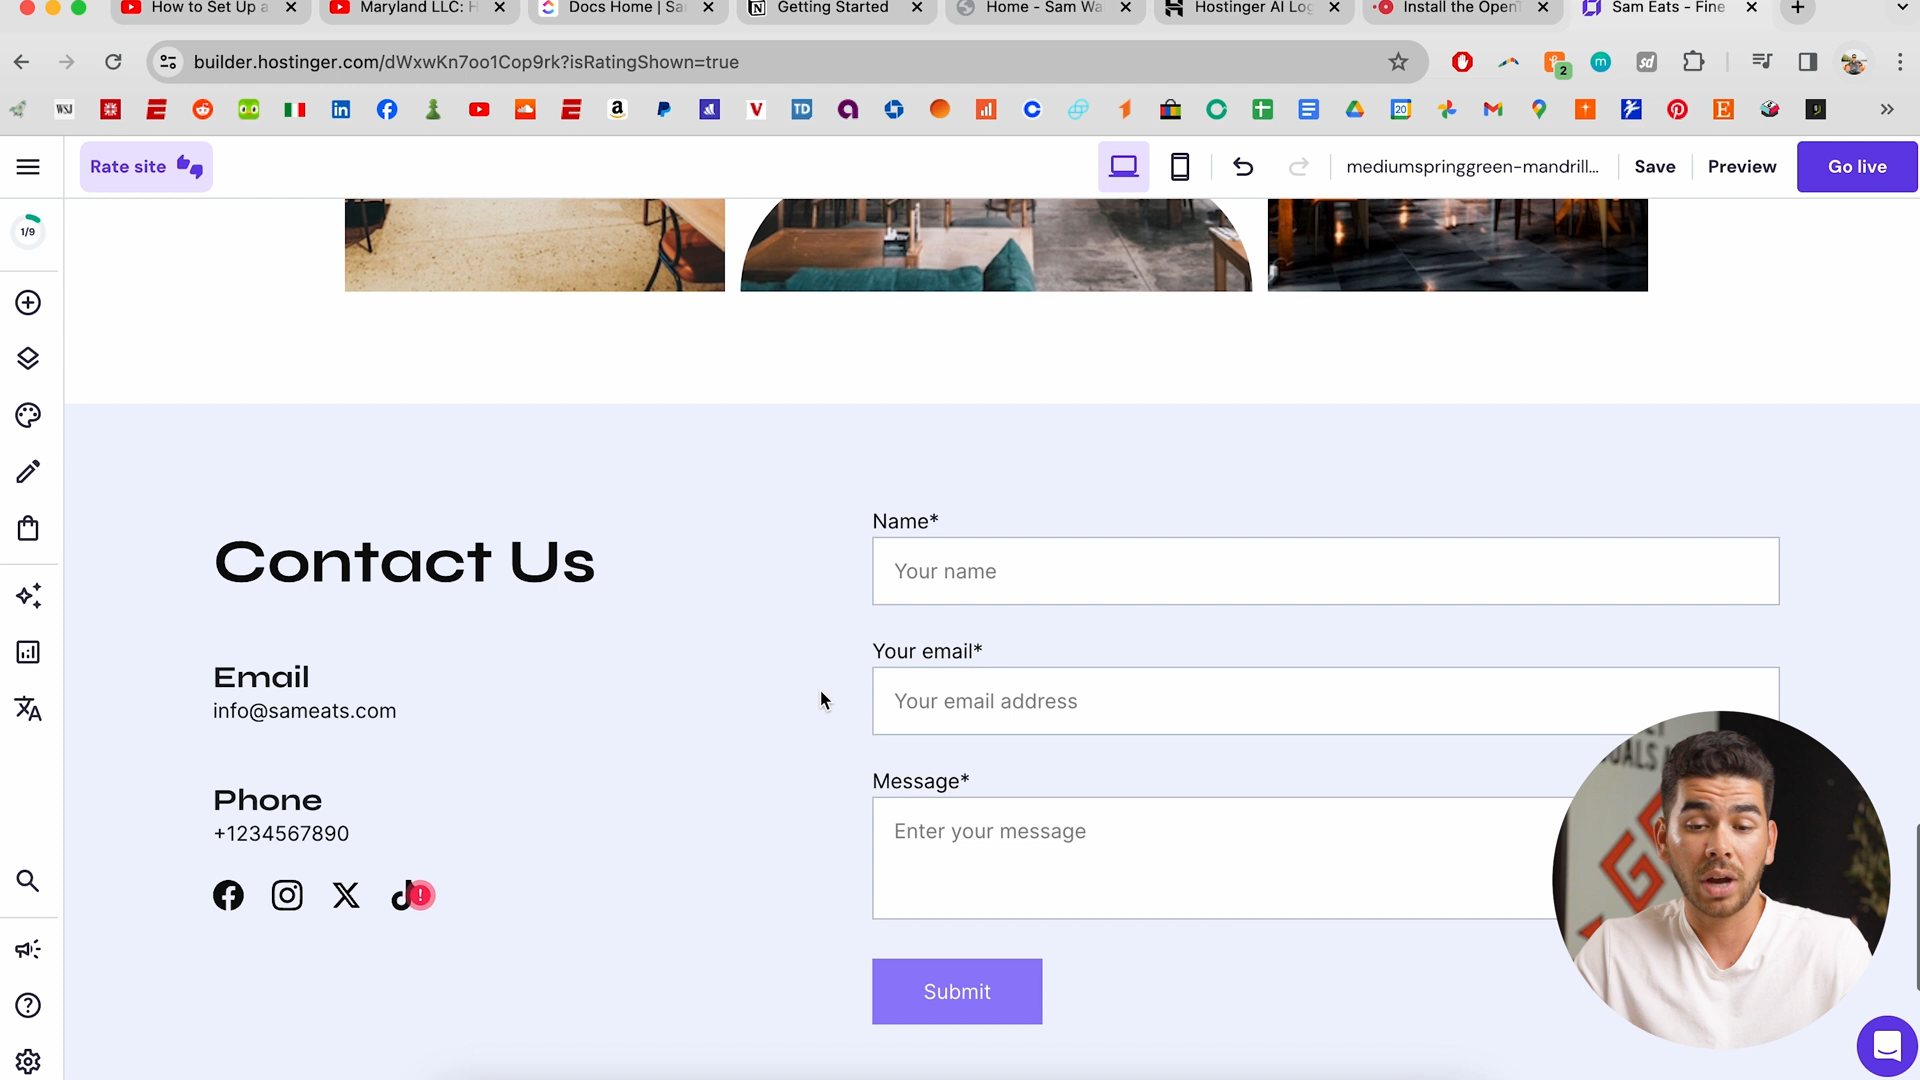 How to Set Up a
Maryland LLC: H
Docs Home | Sa
Getting Started
Home - Sam Wa
Hostinger AI Log
Install the OpenT
Sam Eats - Fine
builder.hostinger.com/dWxwKn7oo1Cop9rk?isRatingShown=true
Rate site
mediumspringgreen-mandrill...
Save
Preview
Go live
1/9
Contact Us
Email
info@sameats.com
Phone
+1234567890
Name*
Your name
Your email*
Your email address
Message*
Enter your message
Submit